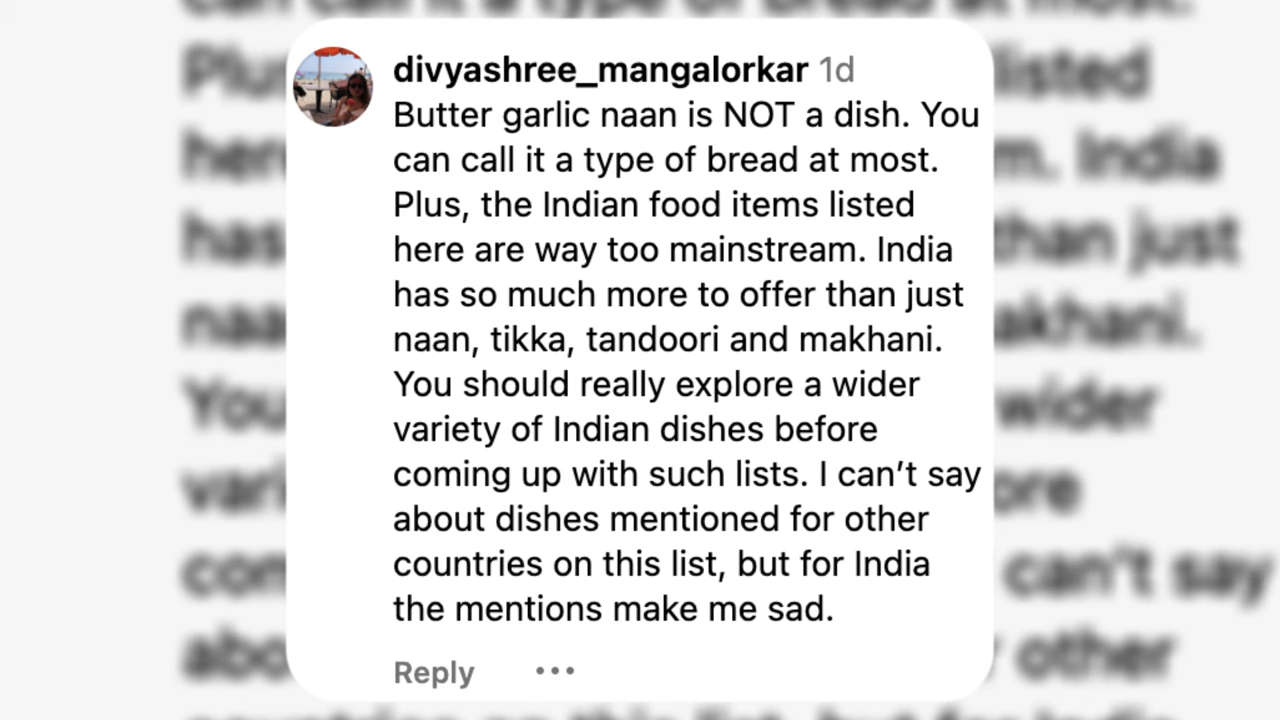 divyashree_mangalorkar 1d
Butter garlic naan is NOT a dish. You
can call it a type of bread at most.
Plus, the Indian food items listed
here are way too mainstream. India
has so much more to offer than just
naan, tikka, tandoori and makhani.
You should really explore a wider
variety of Indian dishes before
coming up with such lists. I can’t say
about dishes mentioned for other
countries on this list, but for India
the mentions make me sad.
Reply